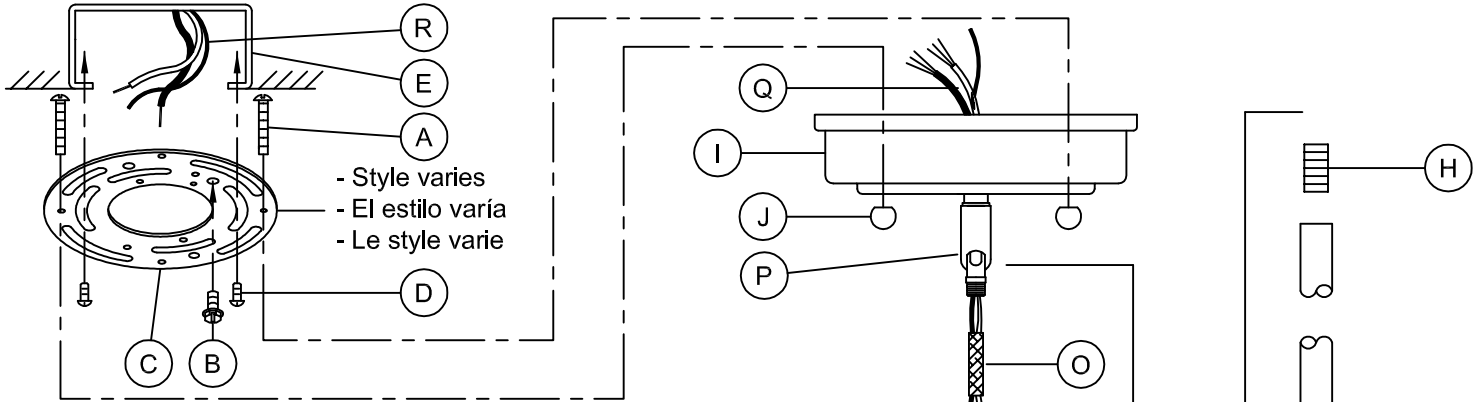 R
E
A
- Style varies
- El estilo varía
- Le style varie
D
C
B
Q
I
J
P
O
H